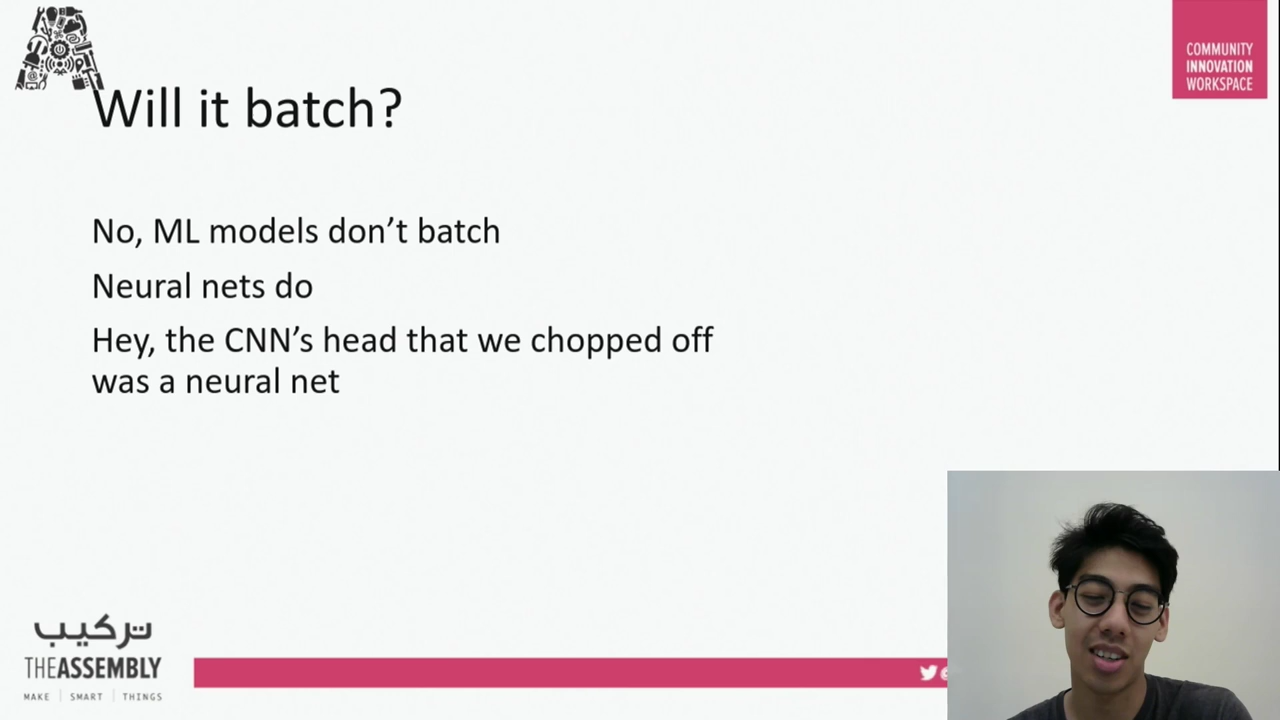 COMMUNITY
INNOVATION
WORKSPACE
Will it batch?
No, ML models don’t batch
Neural nets do
Hey, the CNN’s head that we chopped off
was a neural net
تركيب
THEASSEMBLY
MAKE | SMART | THINGS